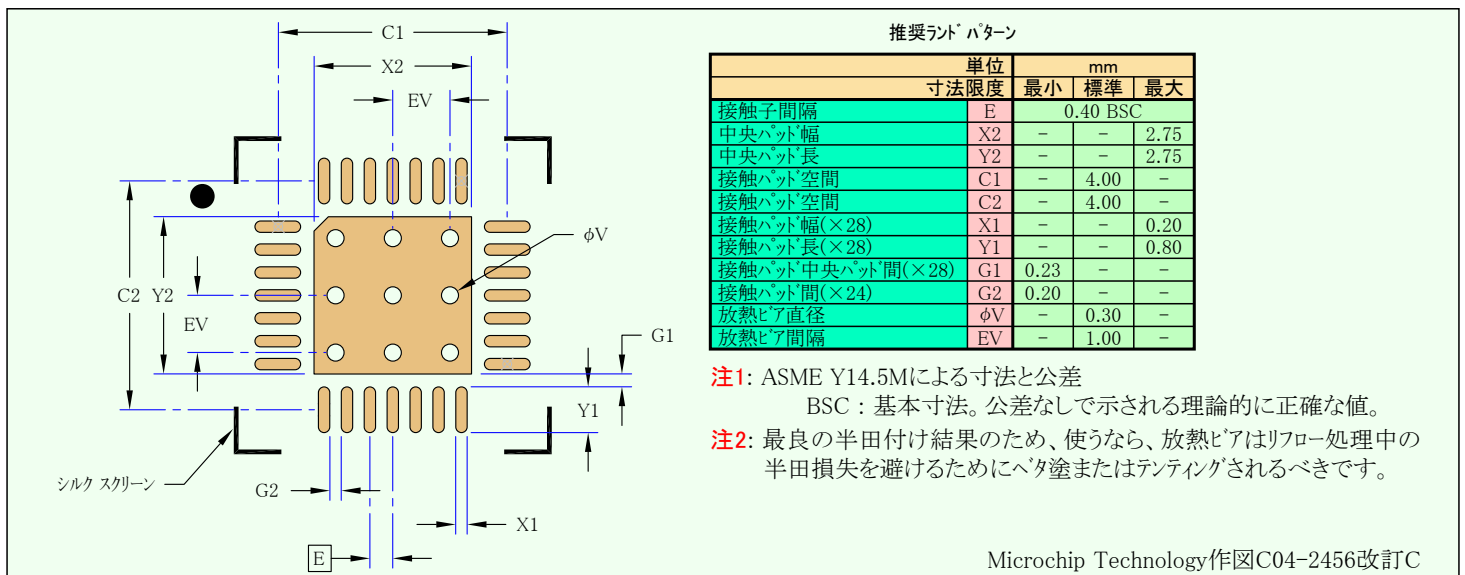 C1
X2
EV
φV
C2
Y2
EV
G1
Y1
G2
X1
E
シルク スクリーン
推奨ランド パターン
単位 mm
寸法限度 最小 標準 最大
接触子間隔 E 0.40 BSC
中央パッド幅 X2 - - 2.75
中央パッド長 Y2 - - 2.75
接触パッド空間 C1 - 4.00 -
接触パッド空間 C2 - 4.00 -
接触パッド幅(×28) X1 - - 0.20
接触パッド長(×28) Y1 - - 0.80
接触パッド中央パッド間(×28) G1 0.23 - -
接触パッド間(×24) G2 0.20 - -
放熱ビア直径 φV - 0.30 -
放熱ビア間隔 EV - 1.00 -
注1: ASME Y14.5Mによる寸法と公差
BSC : 基本寸法。公差なしで示される理論的に正確な値。
注2: 最良の半田付け結果のため、使うなら、放熱ビアはリフロー処理中の
半田損失を避けるためにベタ塗またはテンティングされるべきです。
Microchip Technology作図C04-2456改訂C